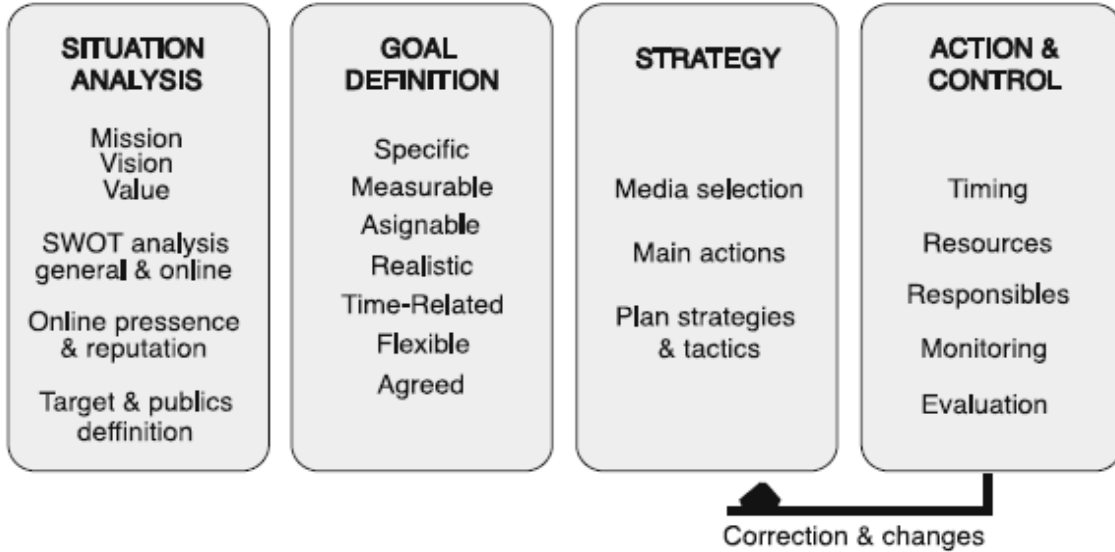 SITUATION
ANALYSIS
Mission
Vision
Value
SWOT analysis
general & online
Online pressence
& reputation
Target & publics
deffinition
GOAL
DEFINITION
Specific
Measurable
Asignable
Realistic
Time-Related
Flexible
Agreed
STRATEGY
Media selection
Main actions
Plan strategies
& tactics
ACTION &
CONTROL
Timing
Resources
Responsibles
Monitoring
Evaluation
Correction & changes